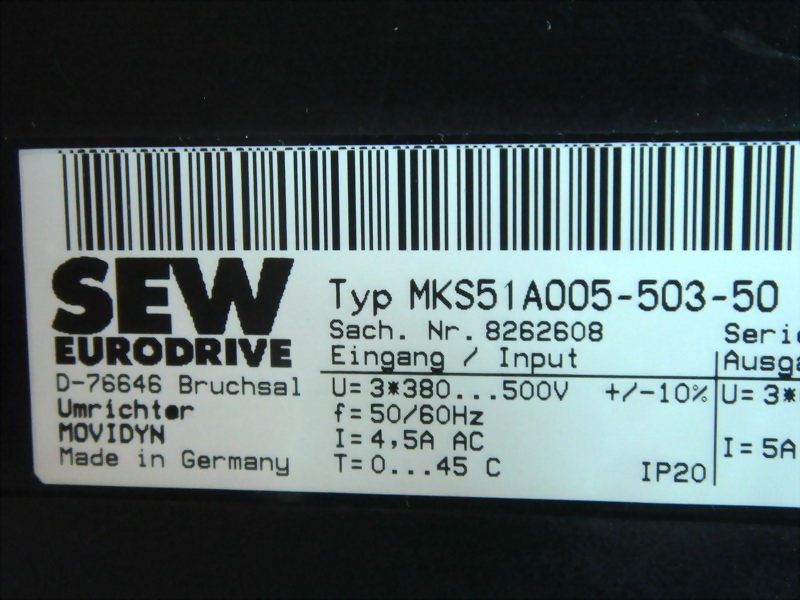 SEW
EURODRIVE
D-76646 Bruchsal
Umrichter
MOVIDYN
Made in Germany
Typ MKS51A005-503-50
Sach. Nr. 8262608
Eingang / Input
U= 3*380...500V +/-10%
f= 50/60Hz
I= 4,5A AC
T= 0...45 C
IP20
U= 3*
I= 5A